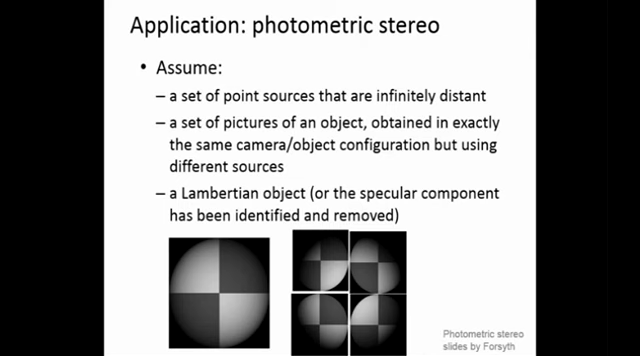 Application: photometric stereo
• Assume:
– a set of point sources that are infinitely distant
– a set of pictures of an object, obtained in exactly
the same camera/object configuration but using
different sources
– a Lambertian object (or the specular component
has been identified and removed)
Photometric stereo
slides by Forsyth